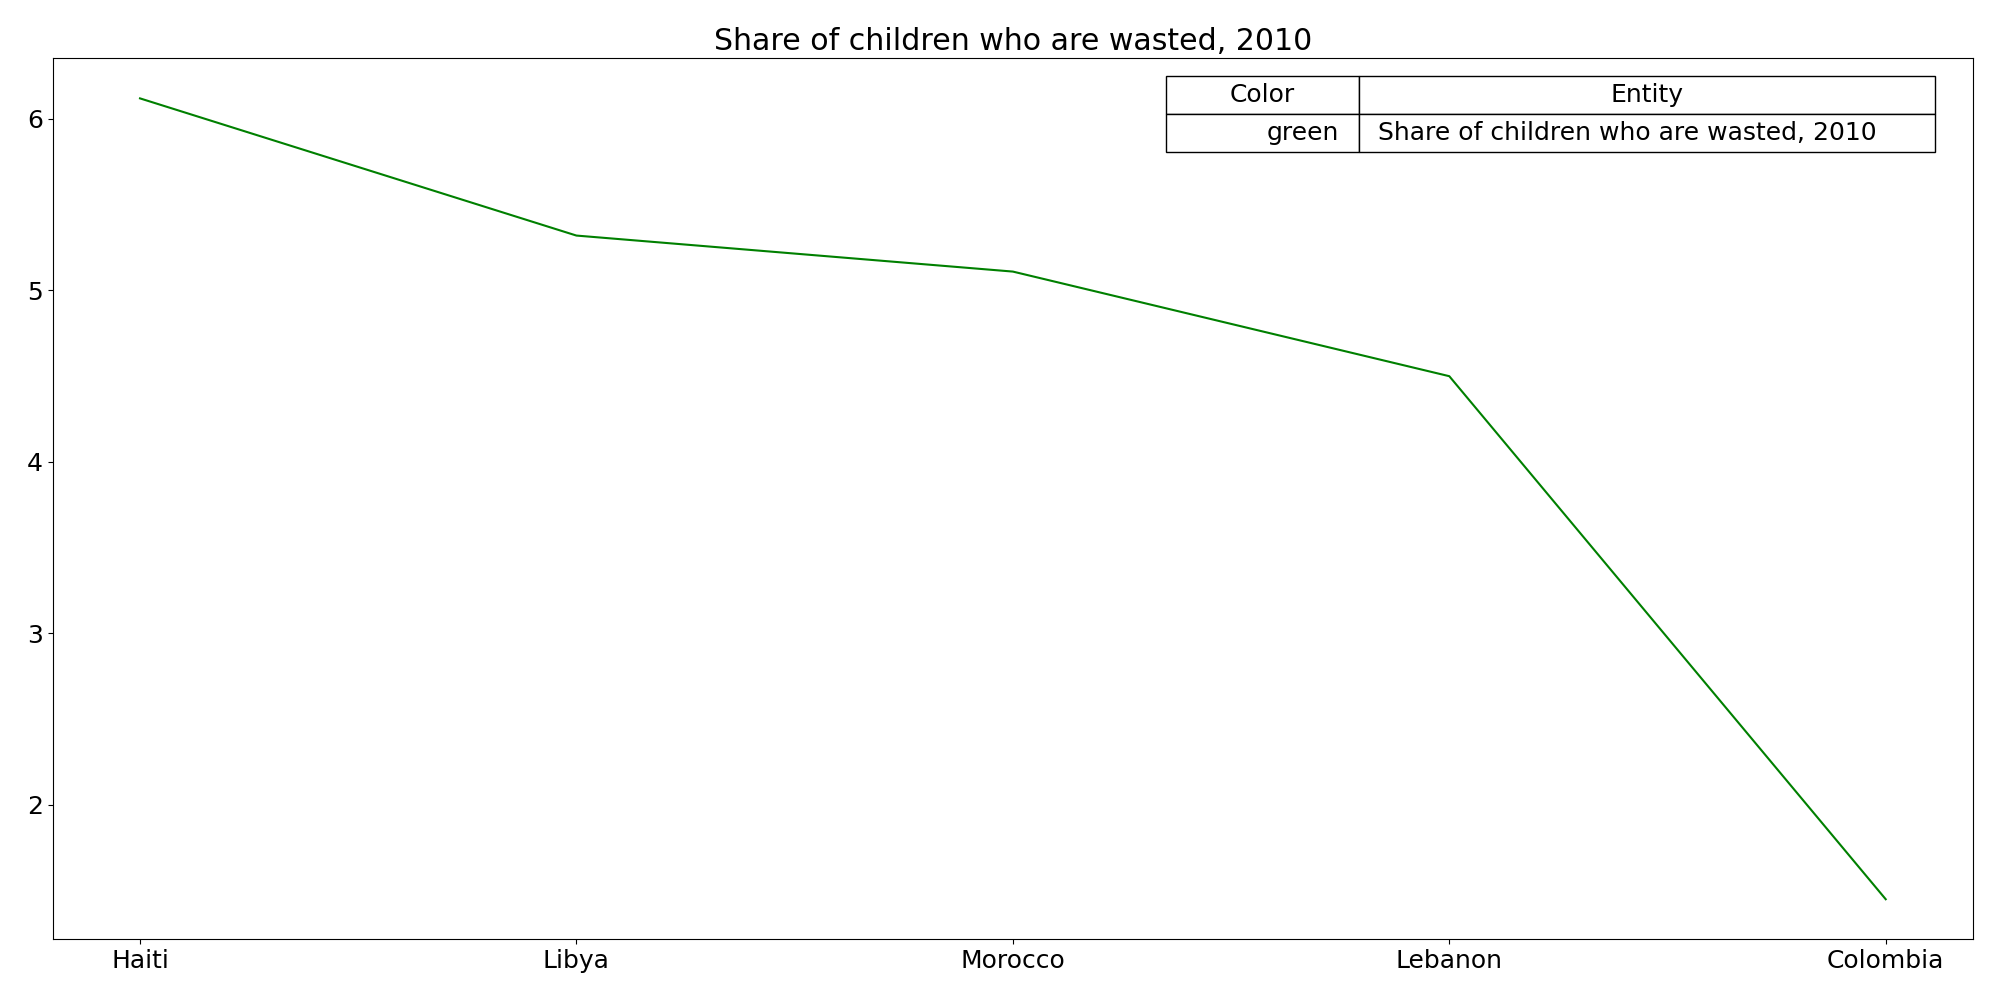 Share of children who are wasted, 2010
Color Entity
green Share of children who are wasted, 2010
6
5
4
3
2
Haiti Libya Morocco Lebanon Colombia